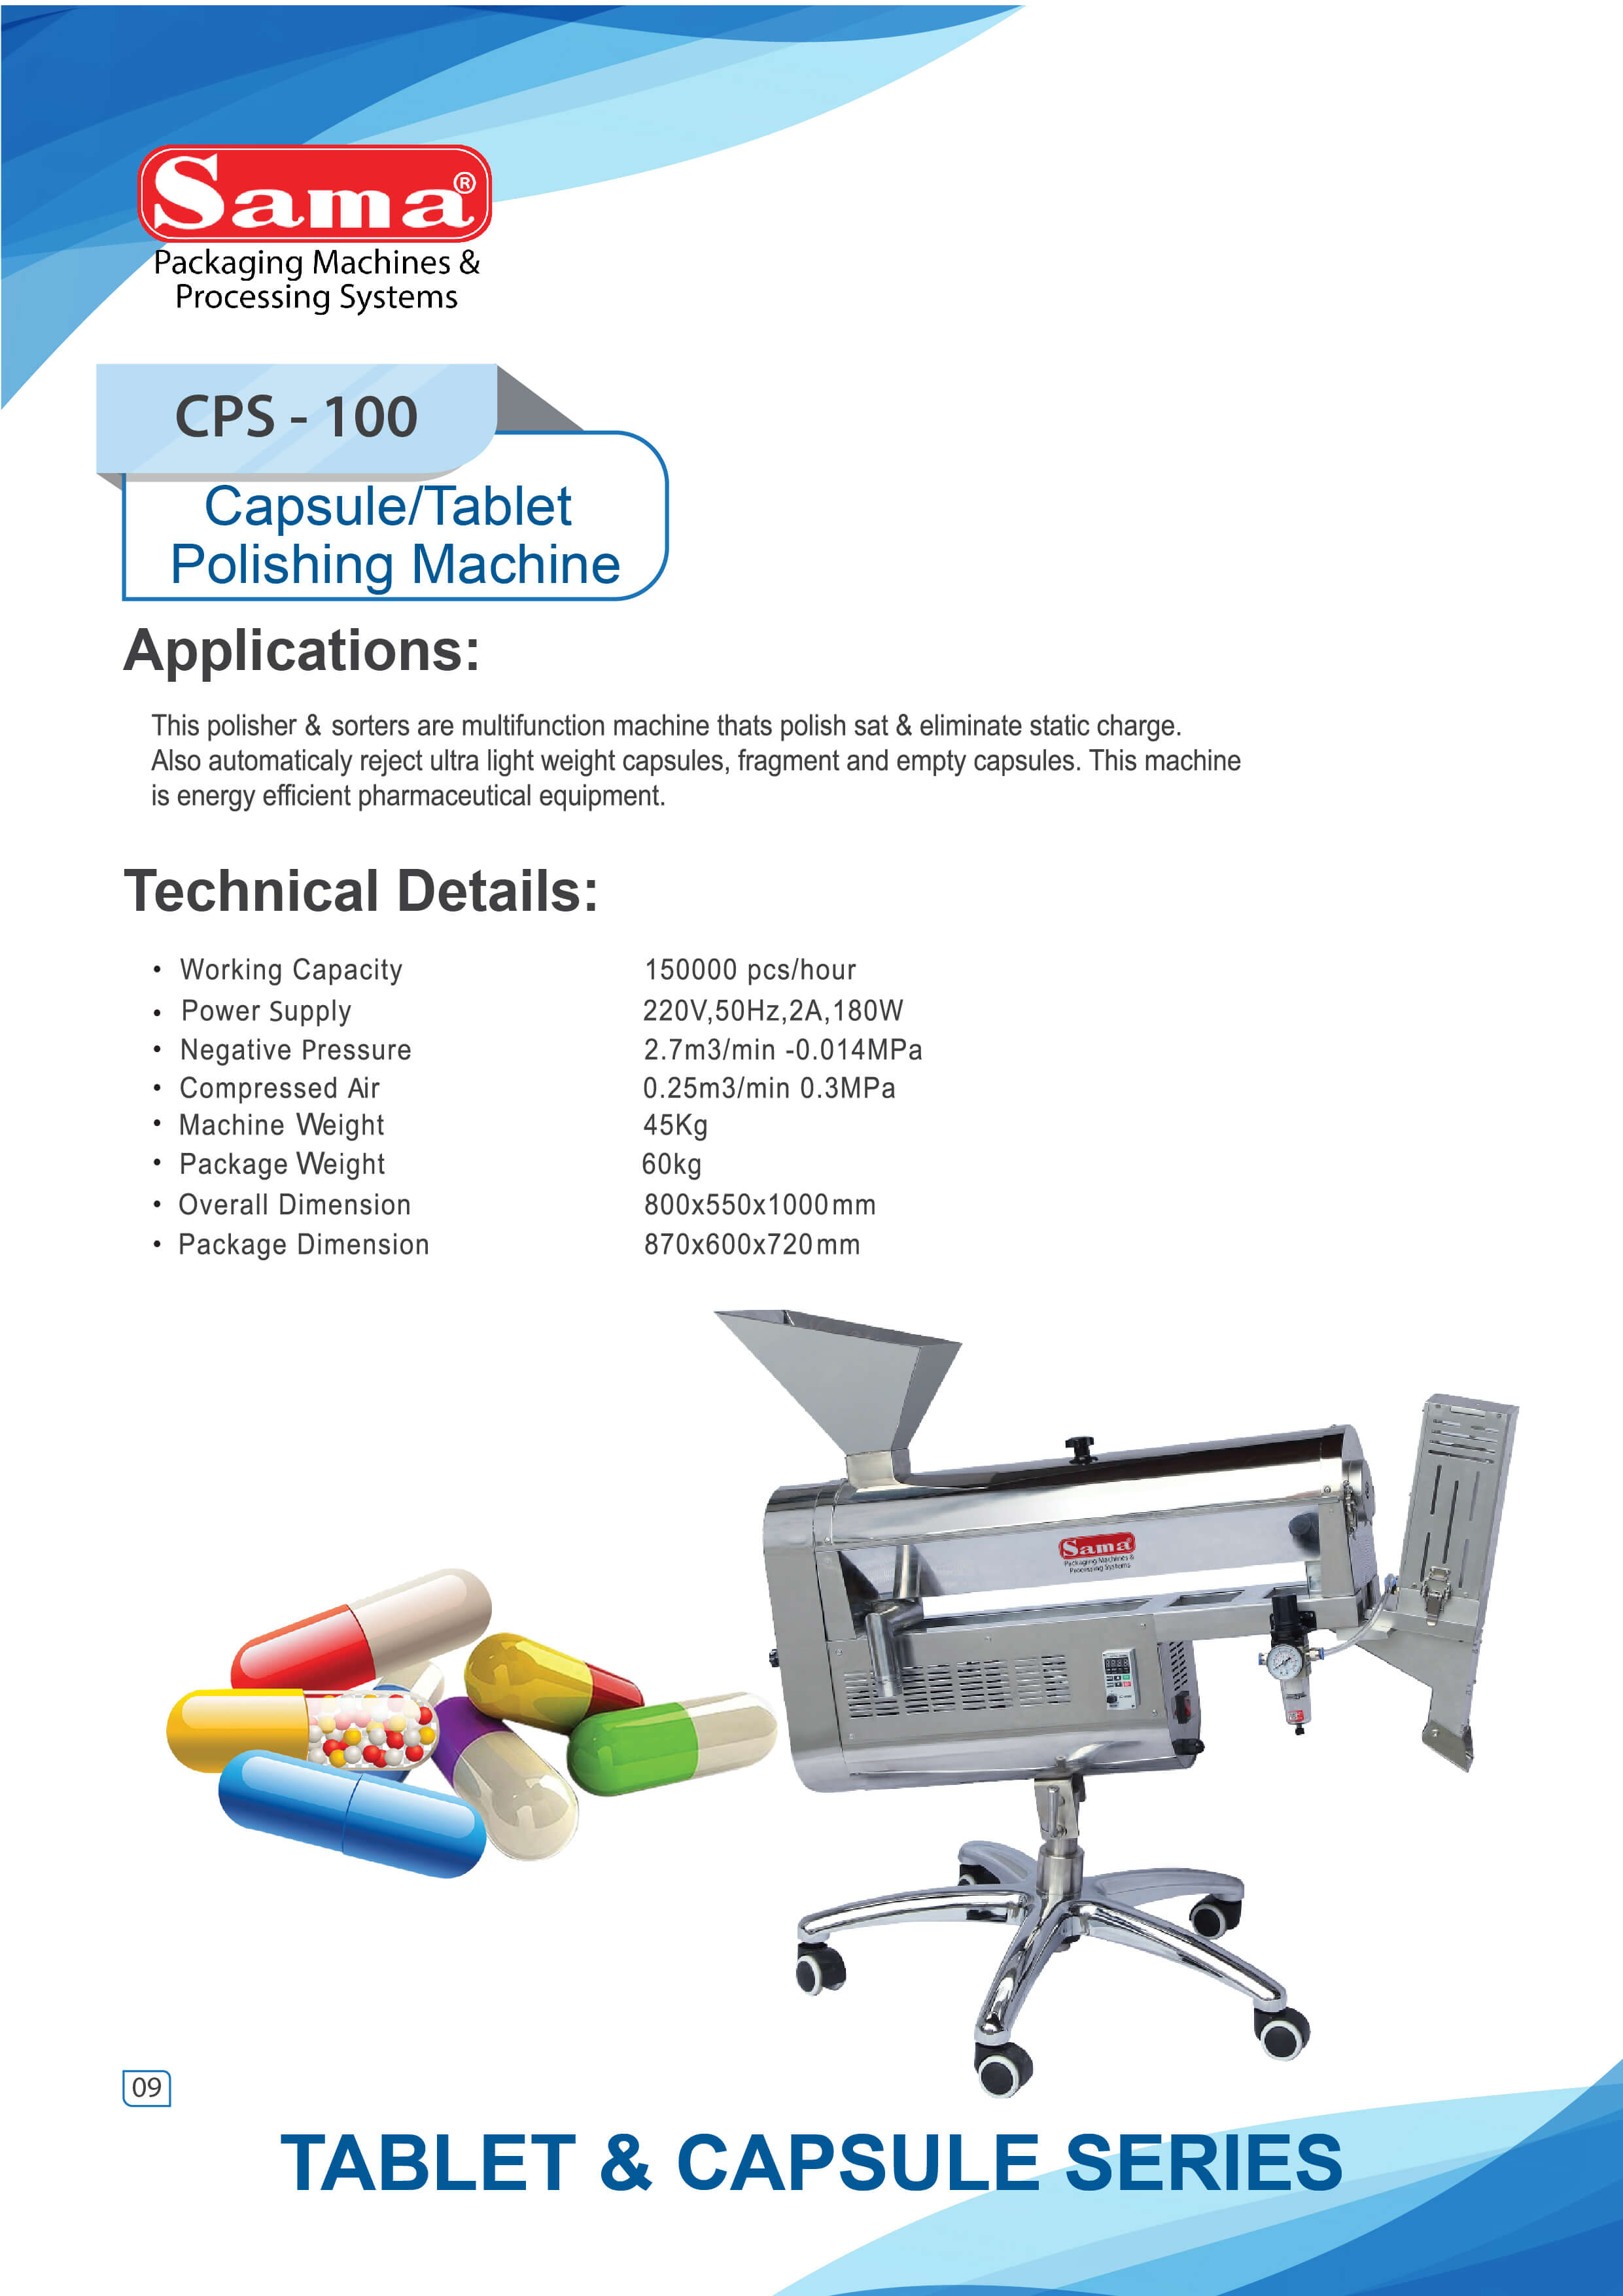 Sama®
Packaging Machines &
Processing Systems
CPS - 100
Capsule/Tablet
Polishing Machine
Applications:
This polisher & sorters are multifunction machine thats polish sat & eliminate static charge.
Also automaticaly reject ultra light weight capsules, fragment and empty capsules. This machine
is energy efficient pharmaceutical equipment.
Technical Details:
• Working Capacity 150000 pcs/hour
• Power Supply 220V,50Hz,2A,180W
• Negative Pressure 2.7m3/min -0.014MPa
• Compressed Air 0.25m3/min 0.3MPa
• Machine Weight 45Kg
• Package Weight 60kg
• Overall Dimension 800x550x1000mm
• Package Dimension 870x600x720mm
Sama
Packaging Machines &
Processing Systems
09
TABLET & CAPSULE SERIES